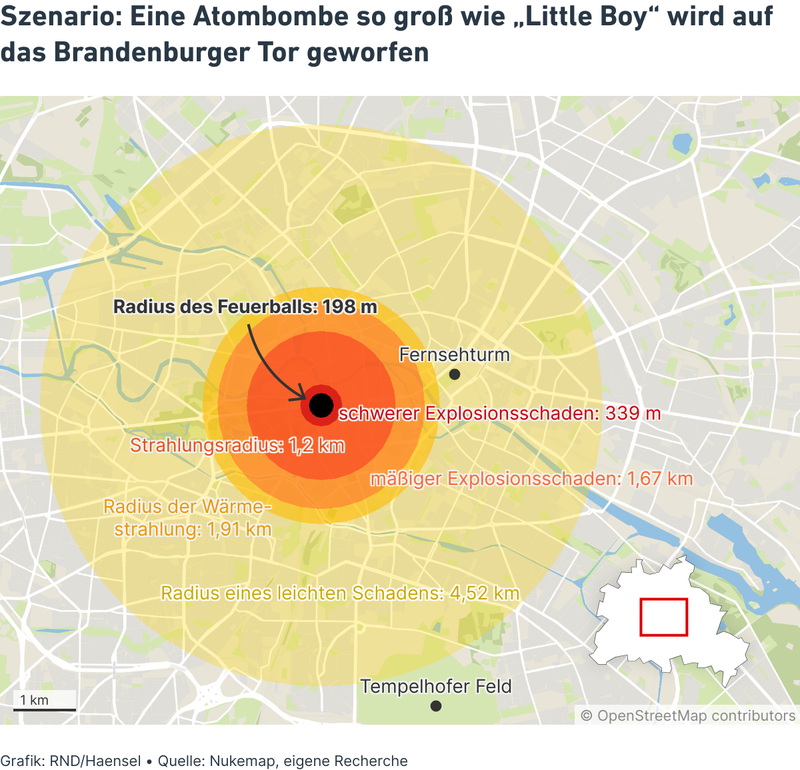 Szenario: Eine Atombombe so groß wie „Little Boy“ wird auf
das Brandenburger Tor geworfen
Radius des Feuerballs: 198 m
Fernsehturm
schwerer Explosionsschaden: 339 m
Strahlungsradius: 1,2 km
mäßiger Explosionsschaden: 1,67 km
Radius der Wärme-
strahlung: 1,91 km
Radius eines leichten Schadens: 4,52 km
Tempelhofer Feld
1 km
© OpenStreetMap contributors
Grafik: RND/Haensel • Quelle: Nukemap, eigene Recherche